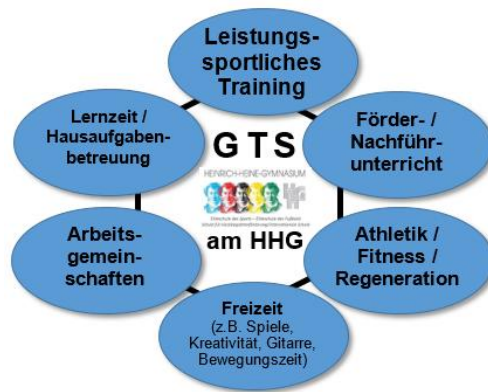 Leistungs-
sportliches
Training
Lernzeit /
Hausaufgaben-
betreuung
Förder- /
Nachführ-
unterricht
G T S
HEINRICH-HEINE-GYMNASIUM
am HHG
Arbeits-
gemein-
schaften
Athletik /
Fitness /
Regeneration
Freizeit
(z.B. Spiele,
Kreativität, Gitarre,
Bewegungszeit)